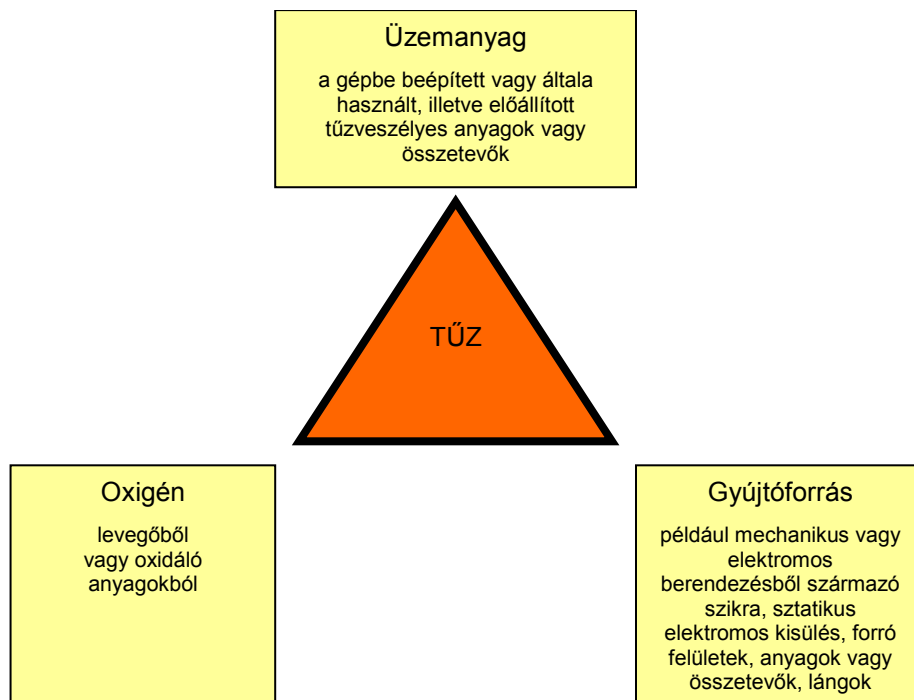 Üzemanyag
a gépbe beépített vagy általa
használt, illetve előállított
tűzveszélyes anyagok vagy
összetevők
TŰZ
Oxigén
levegőből
vagy oxidáló
anyagokból
Gyújtóforrás
például mechanikus vagy
elektromos
berendezésből származó
szikra, sztatikus
elektromos kisülés, forró
felületek, anyagok vagy
összetevők, lángok